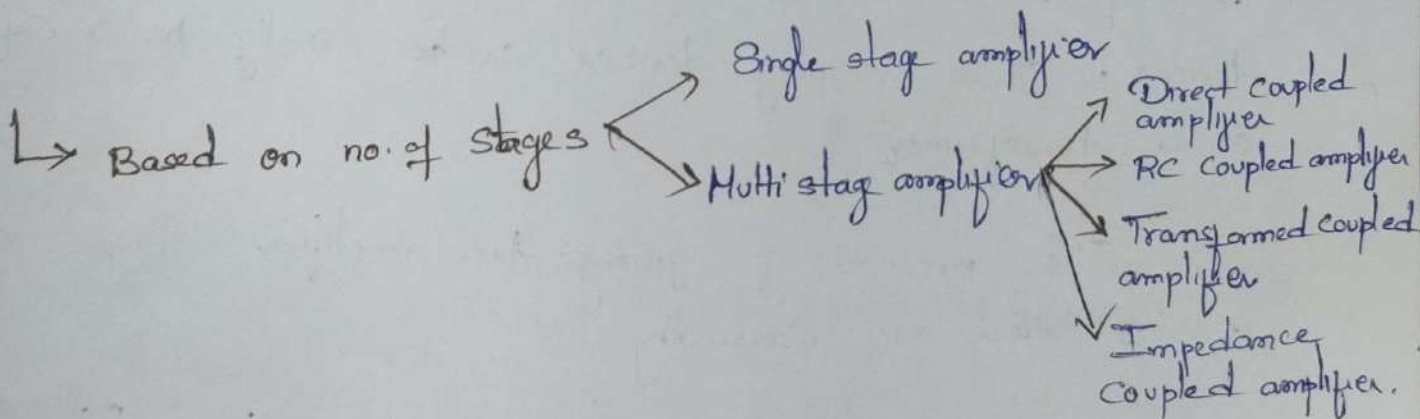 Single stage amplifier
Based on no. of stages
Multi stage amplifier
Direct coupled
amplifier
RC coupled amplifier
Transformed coupled
amplifier
Impedance
coupled amplifier.